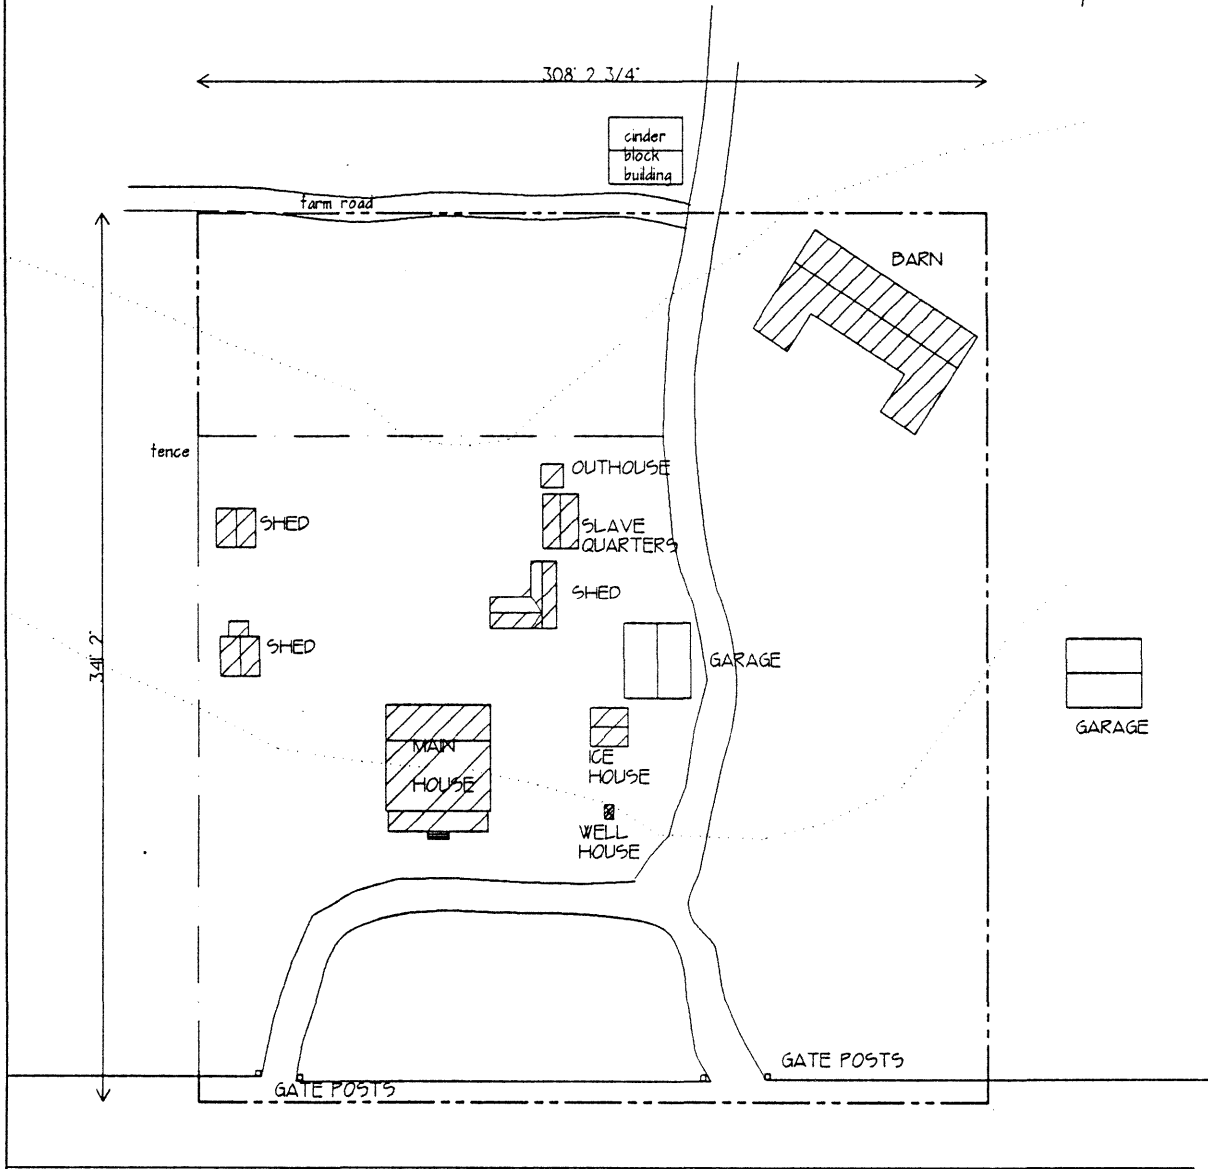 308' 2 3/4"
cinder
block
building
farm road
BARN
fence
OUTHOUSE
SHED
SLAVE
QUARTERS
SHED
SHED
341' 2"
GARAGE
GARAGE
MAIN
HOUSE
ICE
HOUSE
WELL
HOUSE
GATE POSTS
GATE POSTS